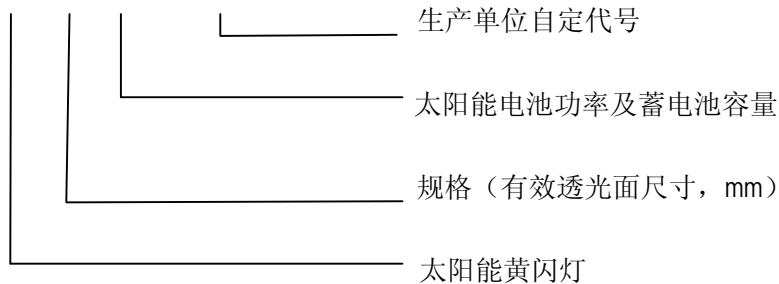 生产单位自定代号
太阳能电池功率及蓄电池容量
规格（有效透光面尺寸，mm）
太阳能黄闪灯